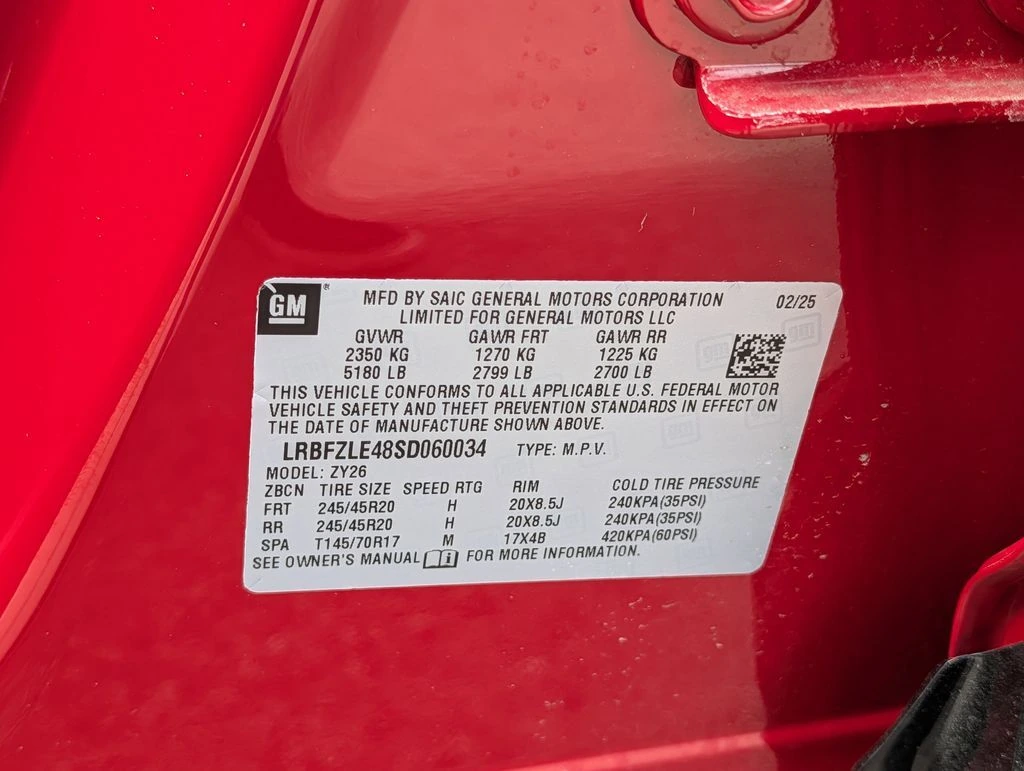 GM ® MFD BY SAIC GENERAL MOTORS CORPORATION 02/25
LIMITED FOR GENERAL MOTORS LLC
GVWR GAWR FRT GAWR RR
2350 KG 1270 KG 1225 KG
5180 LB 2799 LB 2700 LB
THIS VEHICLE CONFORMS TO ALL APPLICABLE U.S. FEDERAL MOTOR
VEHICLE SAFETY AND THEFT PREVENTION STANDARDS IN EFFECT ON
THE DATE OF MANUFACTURE SHOWN ABOVE.
LRBFZLE48SD060034 TYPE: M.P.V.
MODEL: ZY26
ZBCN TIRE SIZE SPEED RTG RIM COLD TIRE PRESSURE
FRT 245/45R20 H 20X8.5J 240KPA(35PSI)
RR 245/45R20 H 20X8.5J 240KPA(35PSI)
SPA T145/70R17 M 17X4B 420KPA(60PSI)
SEE OWNER'S MANUAL FOR MORE INFORMATION.